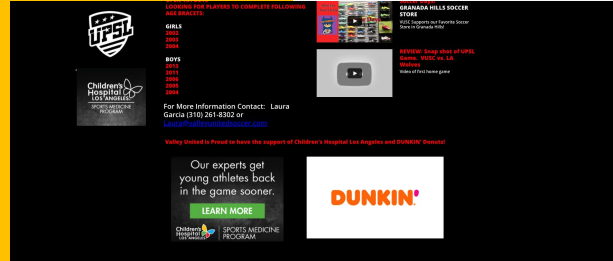 UPSL
Children's
Hospital
LOS ANGELES
SPORTS MEDICINE
PROGRAM
LOOKING FOR PLAYERS TO COMPLETE FOLLOWING
AGE BRACETS:
GIRLS
2002
2003
2004
BOYS
2012
2011
2006
2005
2004
For More Information Contact: Laura
Garcia (310) 261-8302 or
Laura@valleyunitedsoccer.com
GRANADA HILLS SOCCER
STORE
VUSC Supports our Favorite Soccer
Store in Granada Hills!
REVIEW: Snap shot of UPSL
Game. VUSC vs. LA
Wolves
Video of first home game
Valley United is Proud to have the support of Children's Hospital Los Angeles and DUNKIN' Donuts!
Our experts get
young athletes back
in the game sooner.
LEARN MORE
Children's
Hospital
LOS ANGELES
SPORTS MEDICINE
PROGRAM
DUNKIN'